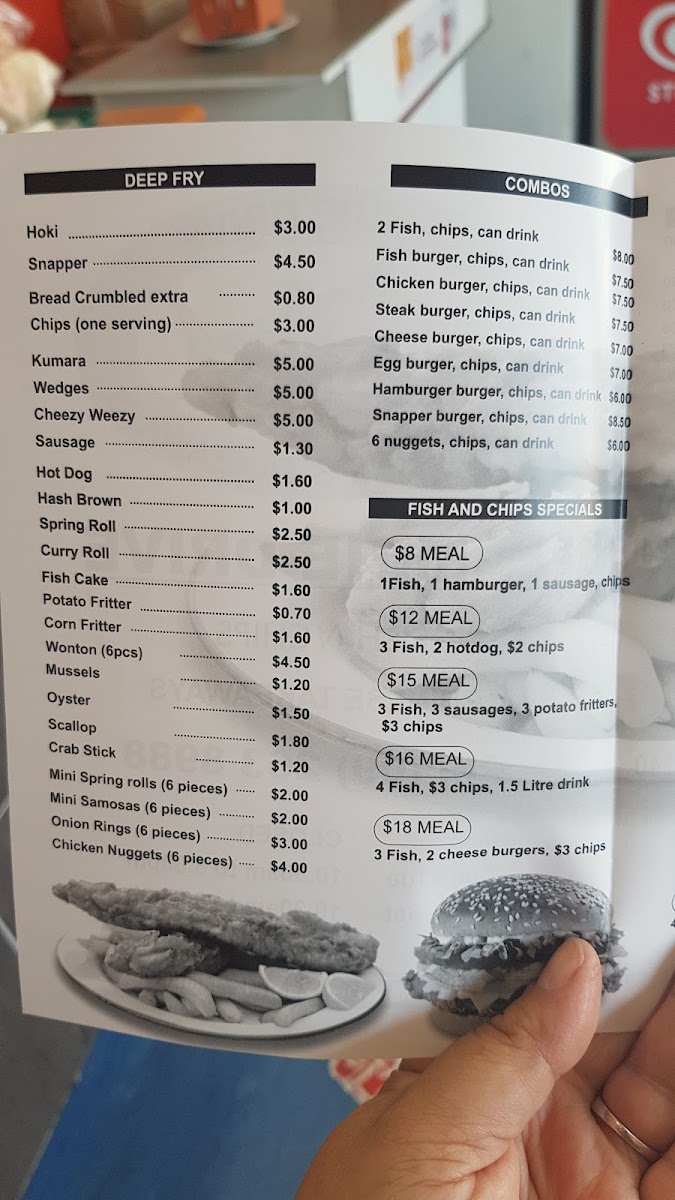 DEEP FRY
Hoki $3.00
Snapper $4.50
Bread Crumbled extra $0.80
Chips (one serving) $3.00
Kumara $5.00
Wedges $5.00
Cheezy Weezy $5.00
Sausage $1.30
Hot Dog $1.60
Hash Brown $1.00
Spring Roll $2.50
Curry Roll $2.50
Fish Cake $1.60
Potato Fritter $0.70
Corn Fritter $1.60
Wonton (6pcs) $4.50
Mussels $1.20
Oyster $1.50
Scallop $1.80
Crab Stick $1.20
Mini Spring rolls (6 pieces) $2.00
Mini Samosas (6 pieces) $2.00
Onion Rings (6 pieces) $3.00
Chicken Nuggets (6 pieces) $4.00
COMBOS
2 Fish, chips, can drink $8.00
Fish burger, chips, can drink $7.50
Chicken burger, chips, can drink $7.50
Steak burger, chips, can drink $7.50
Cheese burger, chips, can drink $7.00
Egg burger, chips, can drink $7.00
Hamburger burger, chips, can drink $6.00
Snapper burger, chips, can drink $8.50
6 nuggets, chips, can drink $6.00
FISH AND CHIPS SPECIALS
$8 MEAL
1Fish, 1 hamburger, 1 sausage, chips
$12 MEAL
3 Fish, 2 hotdog, $2 chips
$15 MEAL
3 Fish, 3 sausages, 3 potato fritters,
$3 chips
$16 MEAL
4 Fish, $3 chips, 1.5 Litre drink
$18 MEAL
3 Fish, 2 cheese burgers, $3 chips